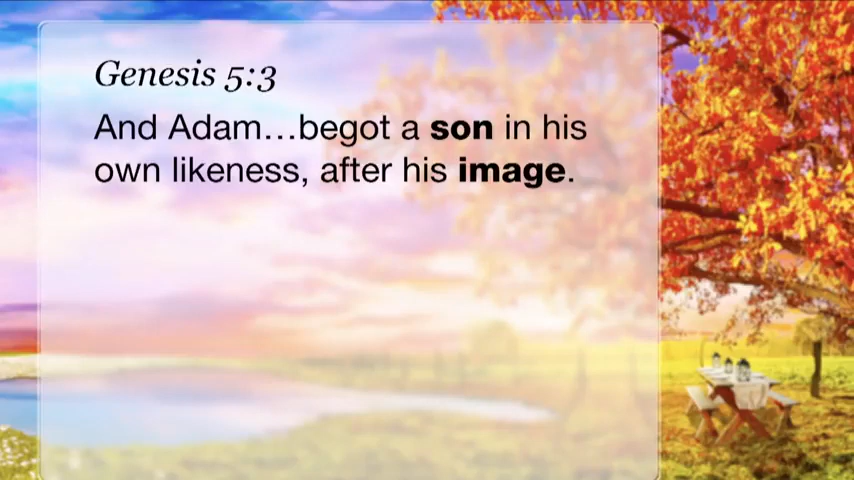 Genesis 5:3
And Adam...begot a son in his
own likeness, after his image.